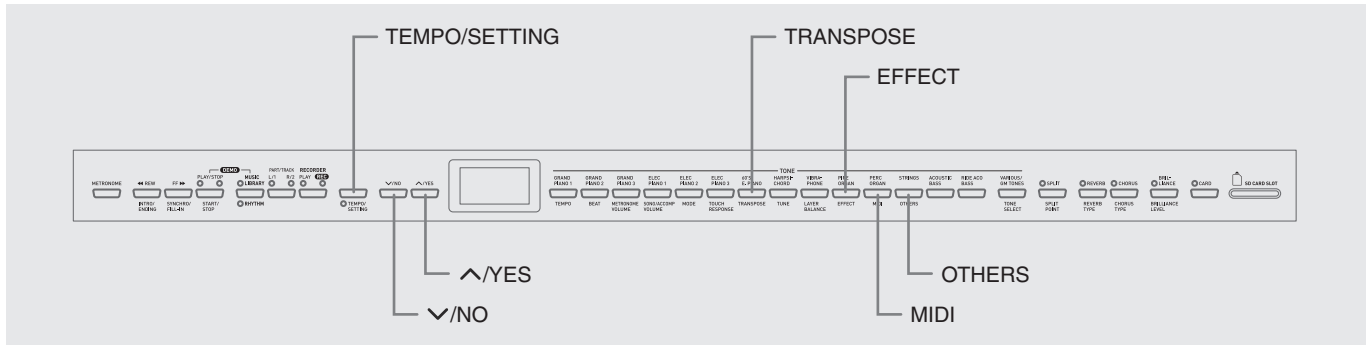 TEMPO/SETTING
TRANSPOSE
EFFECT
TONE
METRONOME
REW
FF
DEMO
PLAY/STOP
MUSIC LIBRARY
PART/TRACK
L/1 R/2
RECORDER
PLAY REC
/NO
/YES
GRAND PIANO 1
GRAND PIANO 2
GRAND PIANO 3
ELEC PIANO 1
ELEC PIANO 2
ELEC PIANO 3
60'S E.PIANO
HARPSI-CHORD
VIBRA-PHONE
PIPE ORGAN
PERC ORGAN
STRINGS
ACOUSTIC BASS
RIDE ACO BASS
VARIOUS/GM TONES
SPLIT
REVERB
CHORUS
BRIL-LIANCE
CARD
SD CARD SLOT
INTRO/ENDING
SYNCHRO/FILL-IN
START/STOP
RHYTHM
TEMPO/SETTING
TEMPO
BEAT
METRONOME VOLUME
SONG/ACCOMP VOLUME
MODE
TOUCH RESPONSE
TRANSPOSE
TUNE
LAYER BALANCE
EFFECT
MIDI
OTHERS
TONE SELECT
SPLIT POINT
REVERB TYPE
CHORUS TYPE
BRILLIANCE LEVEL
/YES
/NO
OTHERS
MIDI